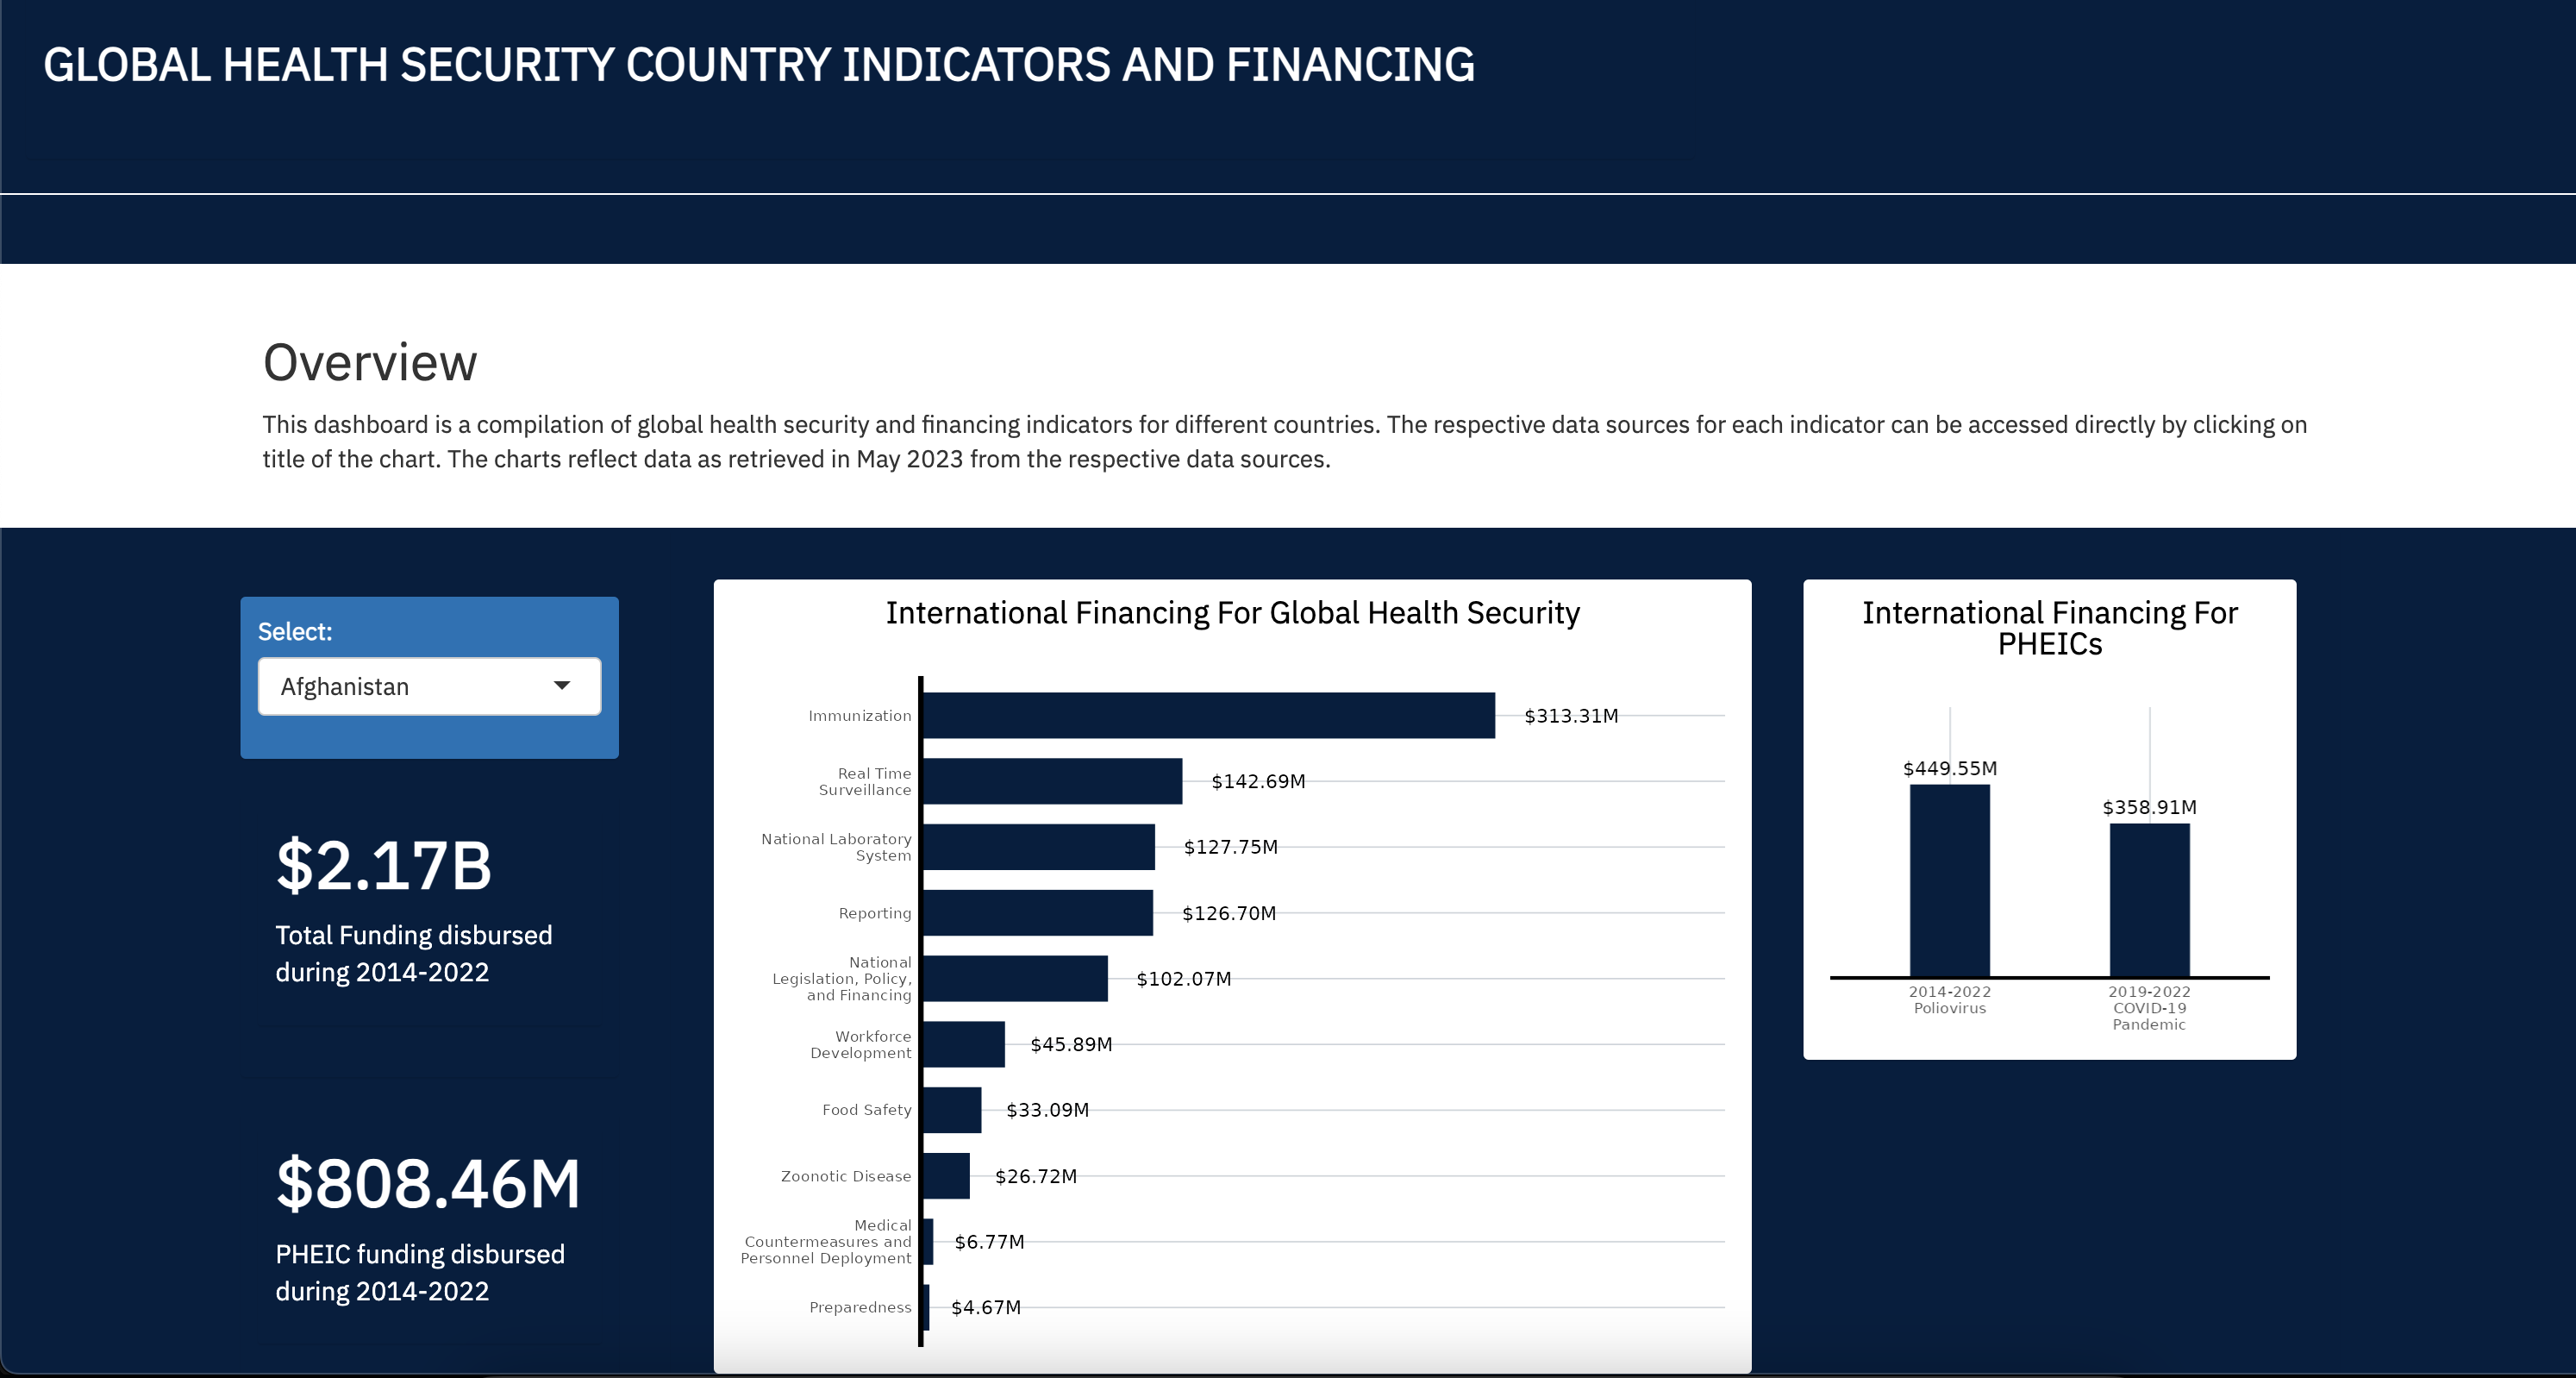 GLOBAL HEALTH SECURITY COUNTRY INDICATORS AND FINANCING
Overview
This dashboard is a compilation of global health security and financing indicators for different countries. The respective data sources for each indicator can be accessed directly by clicking on
title of the chart. The charts reflect data as retrieved in May 2023 from the respective data sources.
Select:
Afghanistan
$2.17B
Total Funding disbursed
during 2014-2022
$808.46M
PHEIC funding disbursed
during 2014-2022
International Financing For Global Health Security
Immunization
$313.31M
Real Time
Surveillance
$142.69M
National Laboratory
System
$127.75M
Reporting
$126.70M
National
Legislation, Policy,
and Financing
$102.07M
Workforce
Development
$45.89M
Food Safety
$33.09M
Zoonotic Disease
$26.72M
Medical
Countermeasures and
Personnel Deployment
$6.77M
Preparedness
$4.67M
International Financing For
PHEICs
$449.55M
$358.91M
2014-2022
Poliovirus
2019-2022
COVID-19
Pandemic